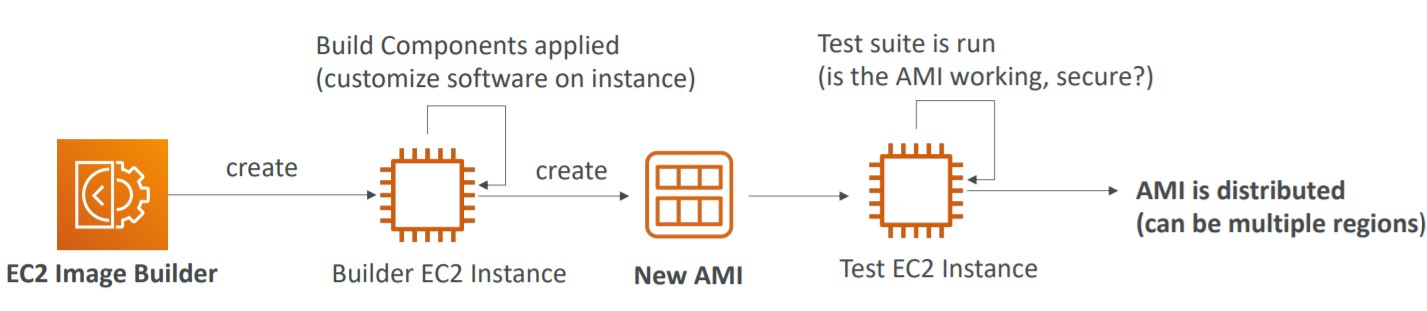 Build Components applied
(customize software on instance)
Test suite is run
(is the AMI working, secure?)
create
create
AMI is distributed
(can be multiple regions)
EC2 Image Builder
Builder EC2 Instance
New AMI
Test EC2 Instance